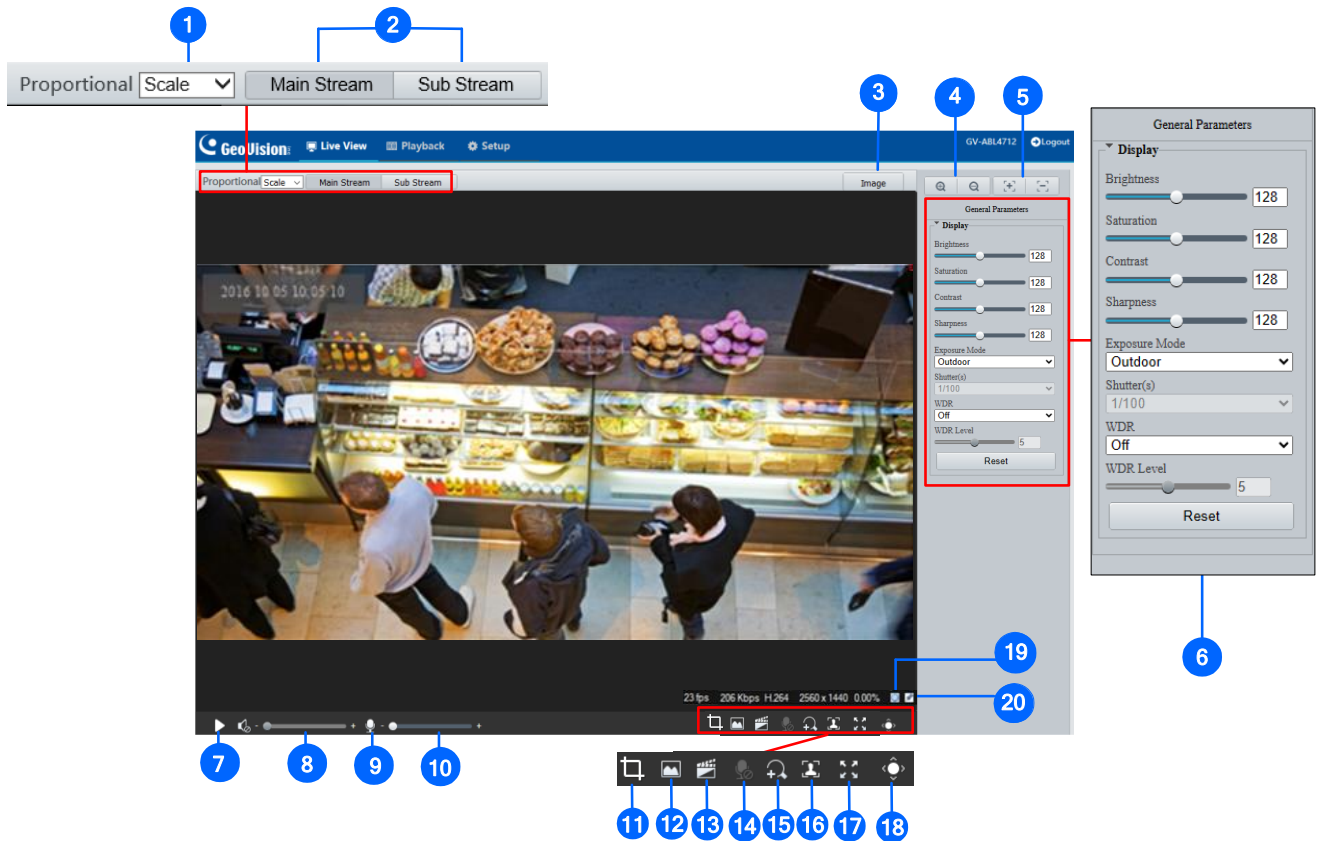 1
2
Proportional Scale Main Stream Sub Stream
3
4
5
6
General Parameters
Display
Brightness
128
Saturation
128
Contrast
128
Sharpness
128
Exposure Mode
Outdoor
Shutter(s)
1/100
WDR
Off
WDR Level
5
Reset
GeoVision Live View Playback Setup GV-ABL4712 Logout
Proportional Scale Main Stream Sub Stream Image
General Parameters
Display
Brightness
128
Saturation
128
Contrast
128
Sharpness
128
Exposure Mode
Outdoor
Shutter(s)
1/100
WDR
Off
WDR Level
5
Reset
2016 10 05 10 05 10
19
23 fps 206 Kbps H.264 2560 x 1440 0.00%
20
- + - +
7
8
9
10
11
12
13
14
15
16
17
18